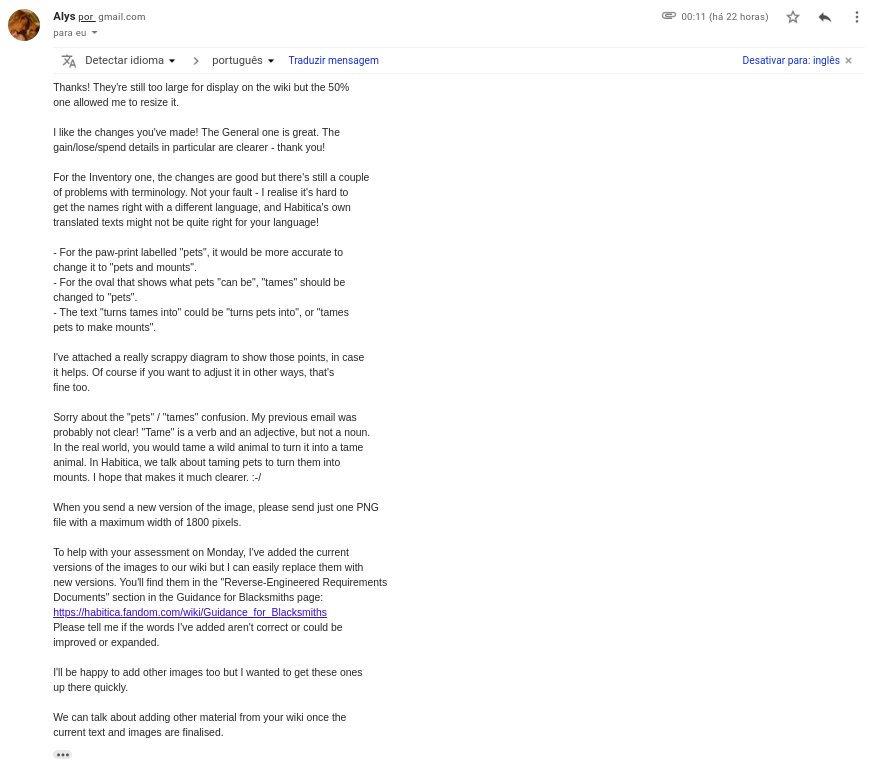 Alys por gmail.com
00:11 (há 22 horas)
para eu
Detectar idioma
português
Traduzir mensagem
Desativar para: inglês ×
Thanks! They're still too large for display on the wiki but the 50%
one allowed me to resize it.
I like the changes you've made! The General one is great. The
gain/lose/spend details in particular are clearer - thank you!
For the Inventory one, the changes are good but there's still a couple
of problems with terminology. Not your fault - I realise it's hard to
get the names right with a different language, and Habitica's own
translated texts might not be quite right for your language!
- For the paw-print labelled "pets", it would be more accurate to
change it to "pets and mounts".
- For the oval that shows what pets "can be", "tames" should be
changed to "pets".
- The text "turns tames into" could be "turns pets into", or "tames
pets to make mounts".
I've attached a really scrappy diagram to show those points, in case
it helps. Of course if you want to adjust it in other ways, that's
fine too.
Sorry about the "pets" / "tames" confusion. My previous email was
probably not clear! "Tame" is a verb and an adjective, but not a noun.
In the real world, you would tame a wild animal to turn it into a tame
animal. In Habitica, we talk about taming pets to turn them into
mounts. I hope that makes it much clearer. :-/
When you send a new version of the image, please send just one PNG
file with a maximum width of 1800 pixels.
To help with your assessment on Monday, I've added the current
versions of the images to our wiki but I can easily replace them with
new versions. You'll find them in the "Reverse-Engineered Requirements
Documents" section in the Guidance for Blacksmiths page:
https://habitica.fandom.com/wiki/Guidance_for_Blacksmiths
Please tell me if the words I've added aren't correct or could be
improved or expanded.
I'll be happy to add other images too but I wanted to get these ones
up there quickly.
We can talk about adding other material from your wiki once the
current text and images are finalised.